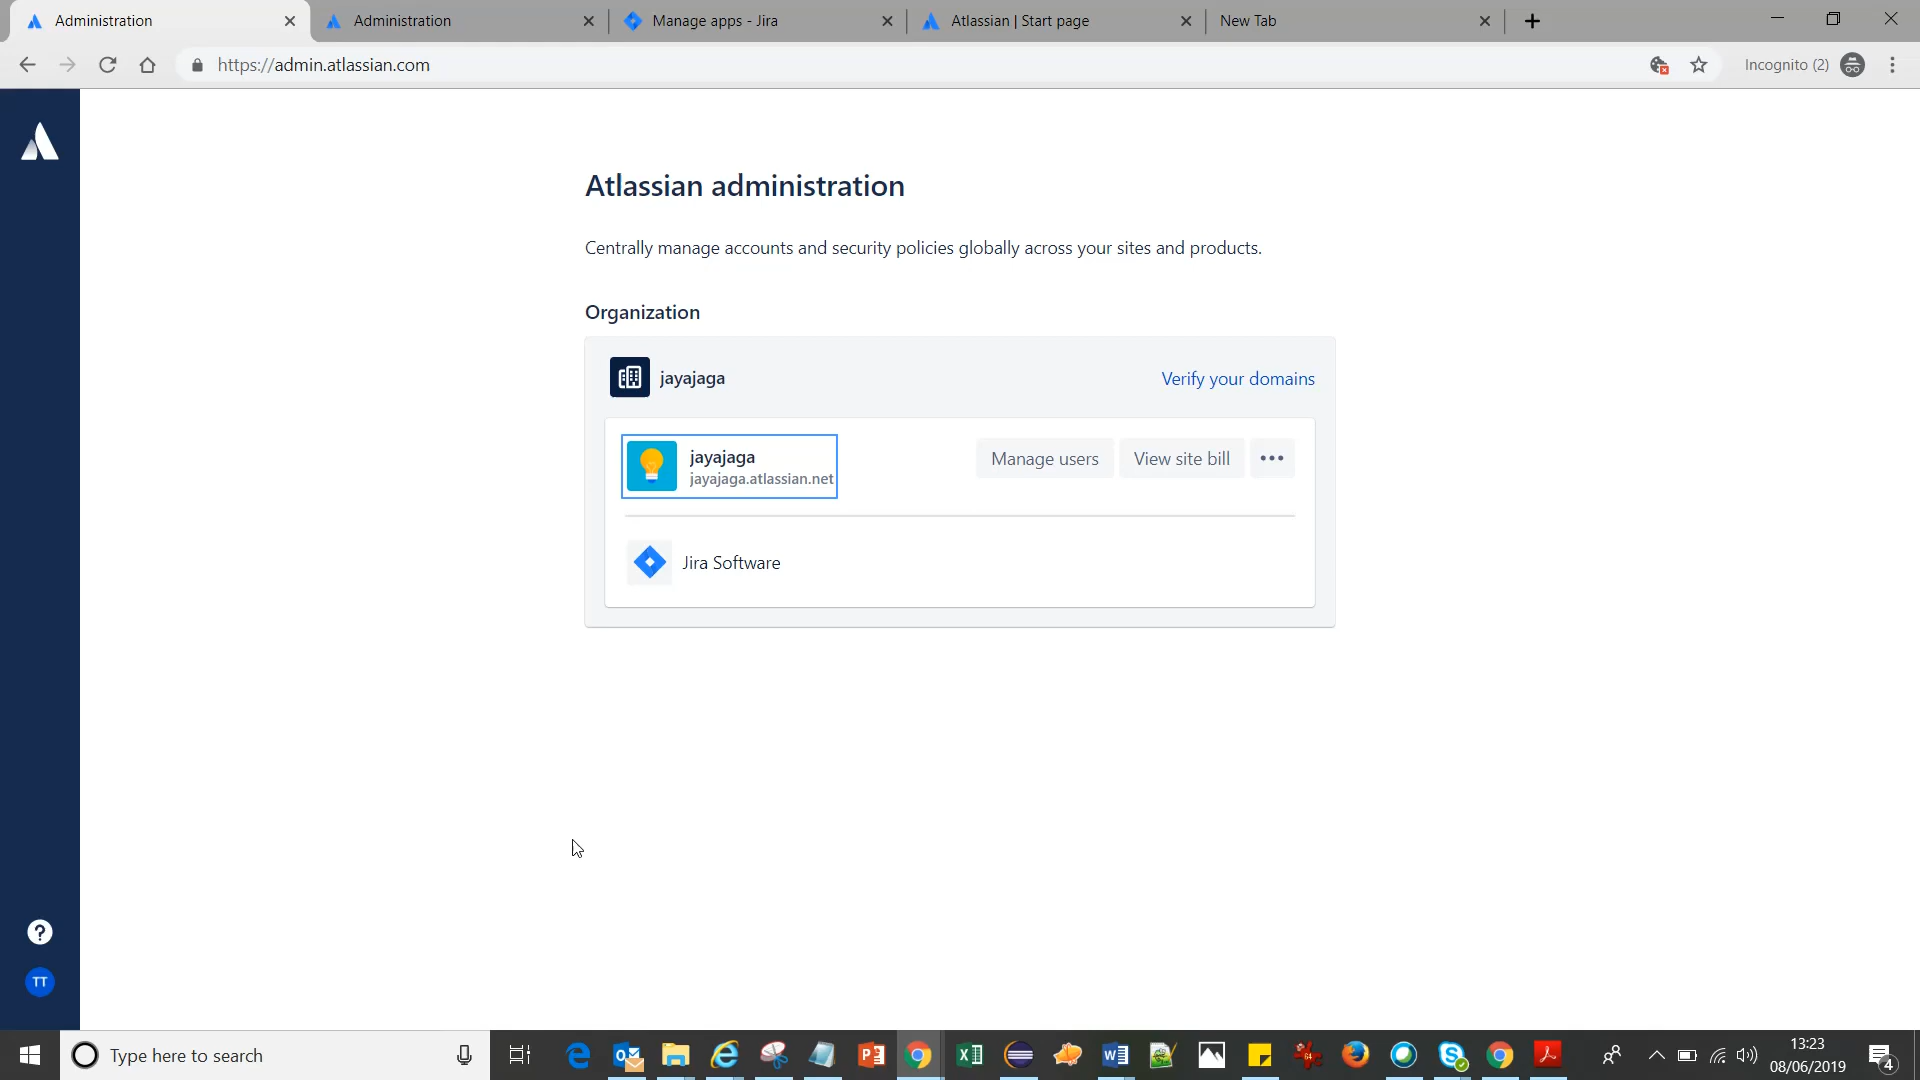 Administration
Administration
Manage apps - Jira
Atlassian | Start page
New Tab
https://admin.atlassian.com
Incognito (2)
Atlassian administration
Centrally manage accounts and security policies globally across your sites and products.
Organization
jayajaga
Verify your domains
jayajaga
jayajaga.atlassian.net
Manage users
View site bill
Jira Software
?
TT
Type here to search
64
13:23
08/06/2019
4